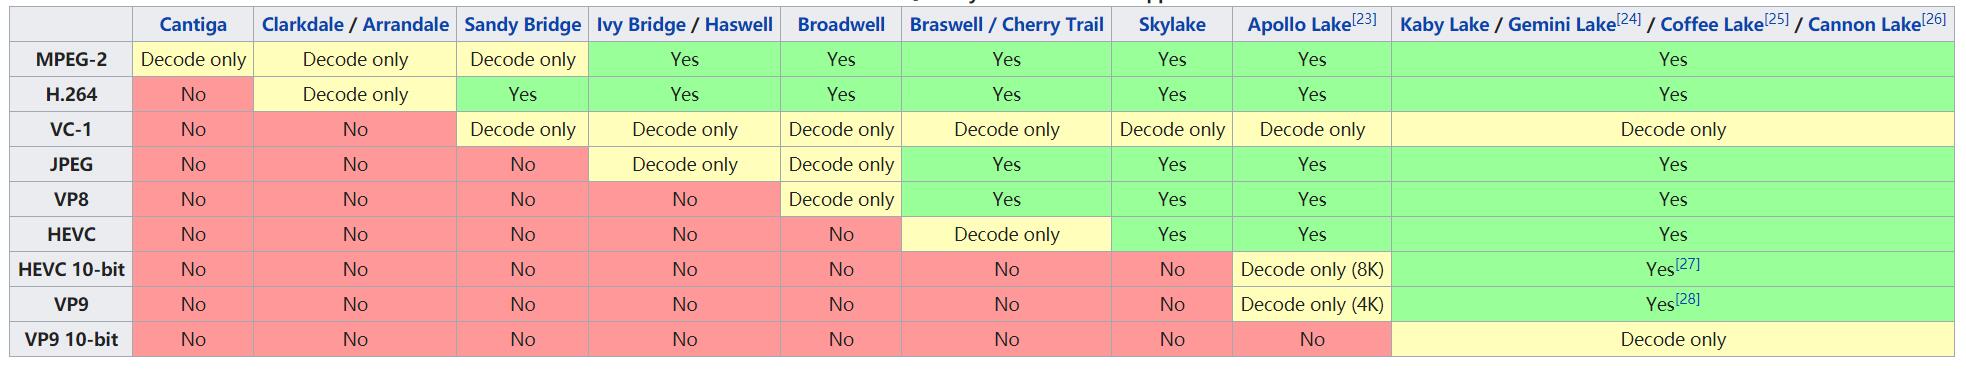 Cantiga Clarkdale / Arrandale Sandy Bridge Ivy Bridge / Haswell Broadwell Braswell / Cherry Trail Skylake Apollo Lake[23] Kaby Lake / Gemini Lake[24] / Coffee Lake[25] / Cannon Lake[26]
MPEG-2 Decode only Decode only Decode only Yes Yes Yes Yes Yes Yes
H.264 No Decode only Yes Yes Yes Yes Yes Yes Yes
VC-1 No No Decode only Decode only Decode only Decode only Decode only Decode only Decode only
JPEG No No No Decode only Decode only Yes Yes Yes Yes
VP8 No No No No Decode only Yes Yes Yes Yes
HEVC No No No No No Decode only Yes Yes Yes
HEVC 10-bit No No No No No No No Decode only (8K) Yes[27]
VP9 No No No No No No No Decode only (4K) Yes[28]
VP9 10-bit No No No No No No No No Decode only